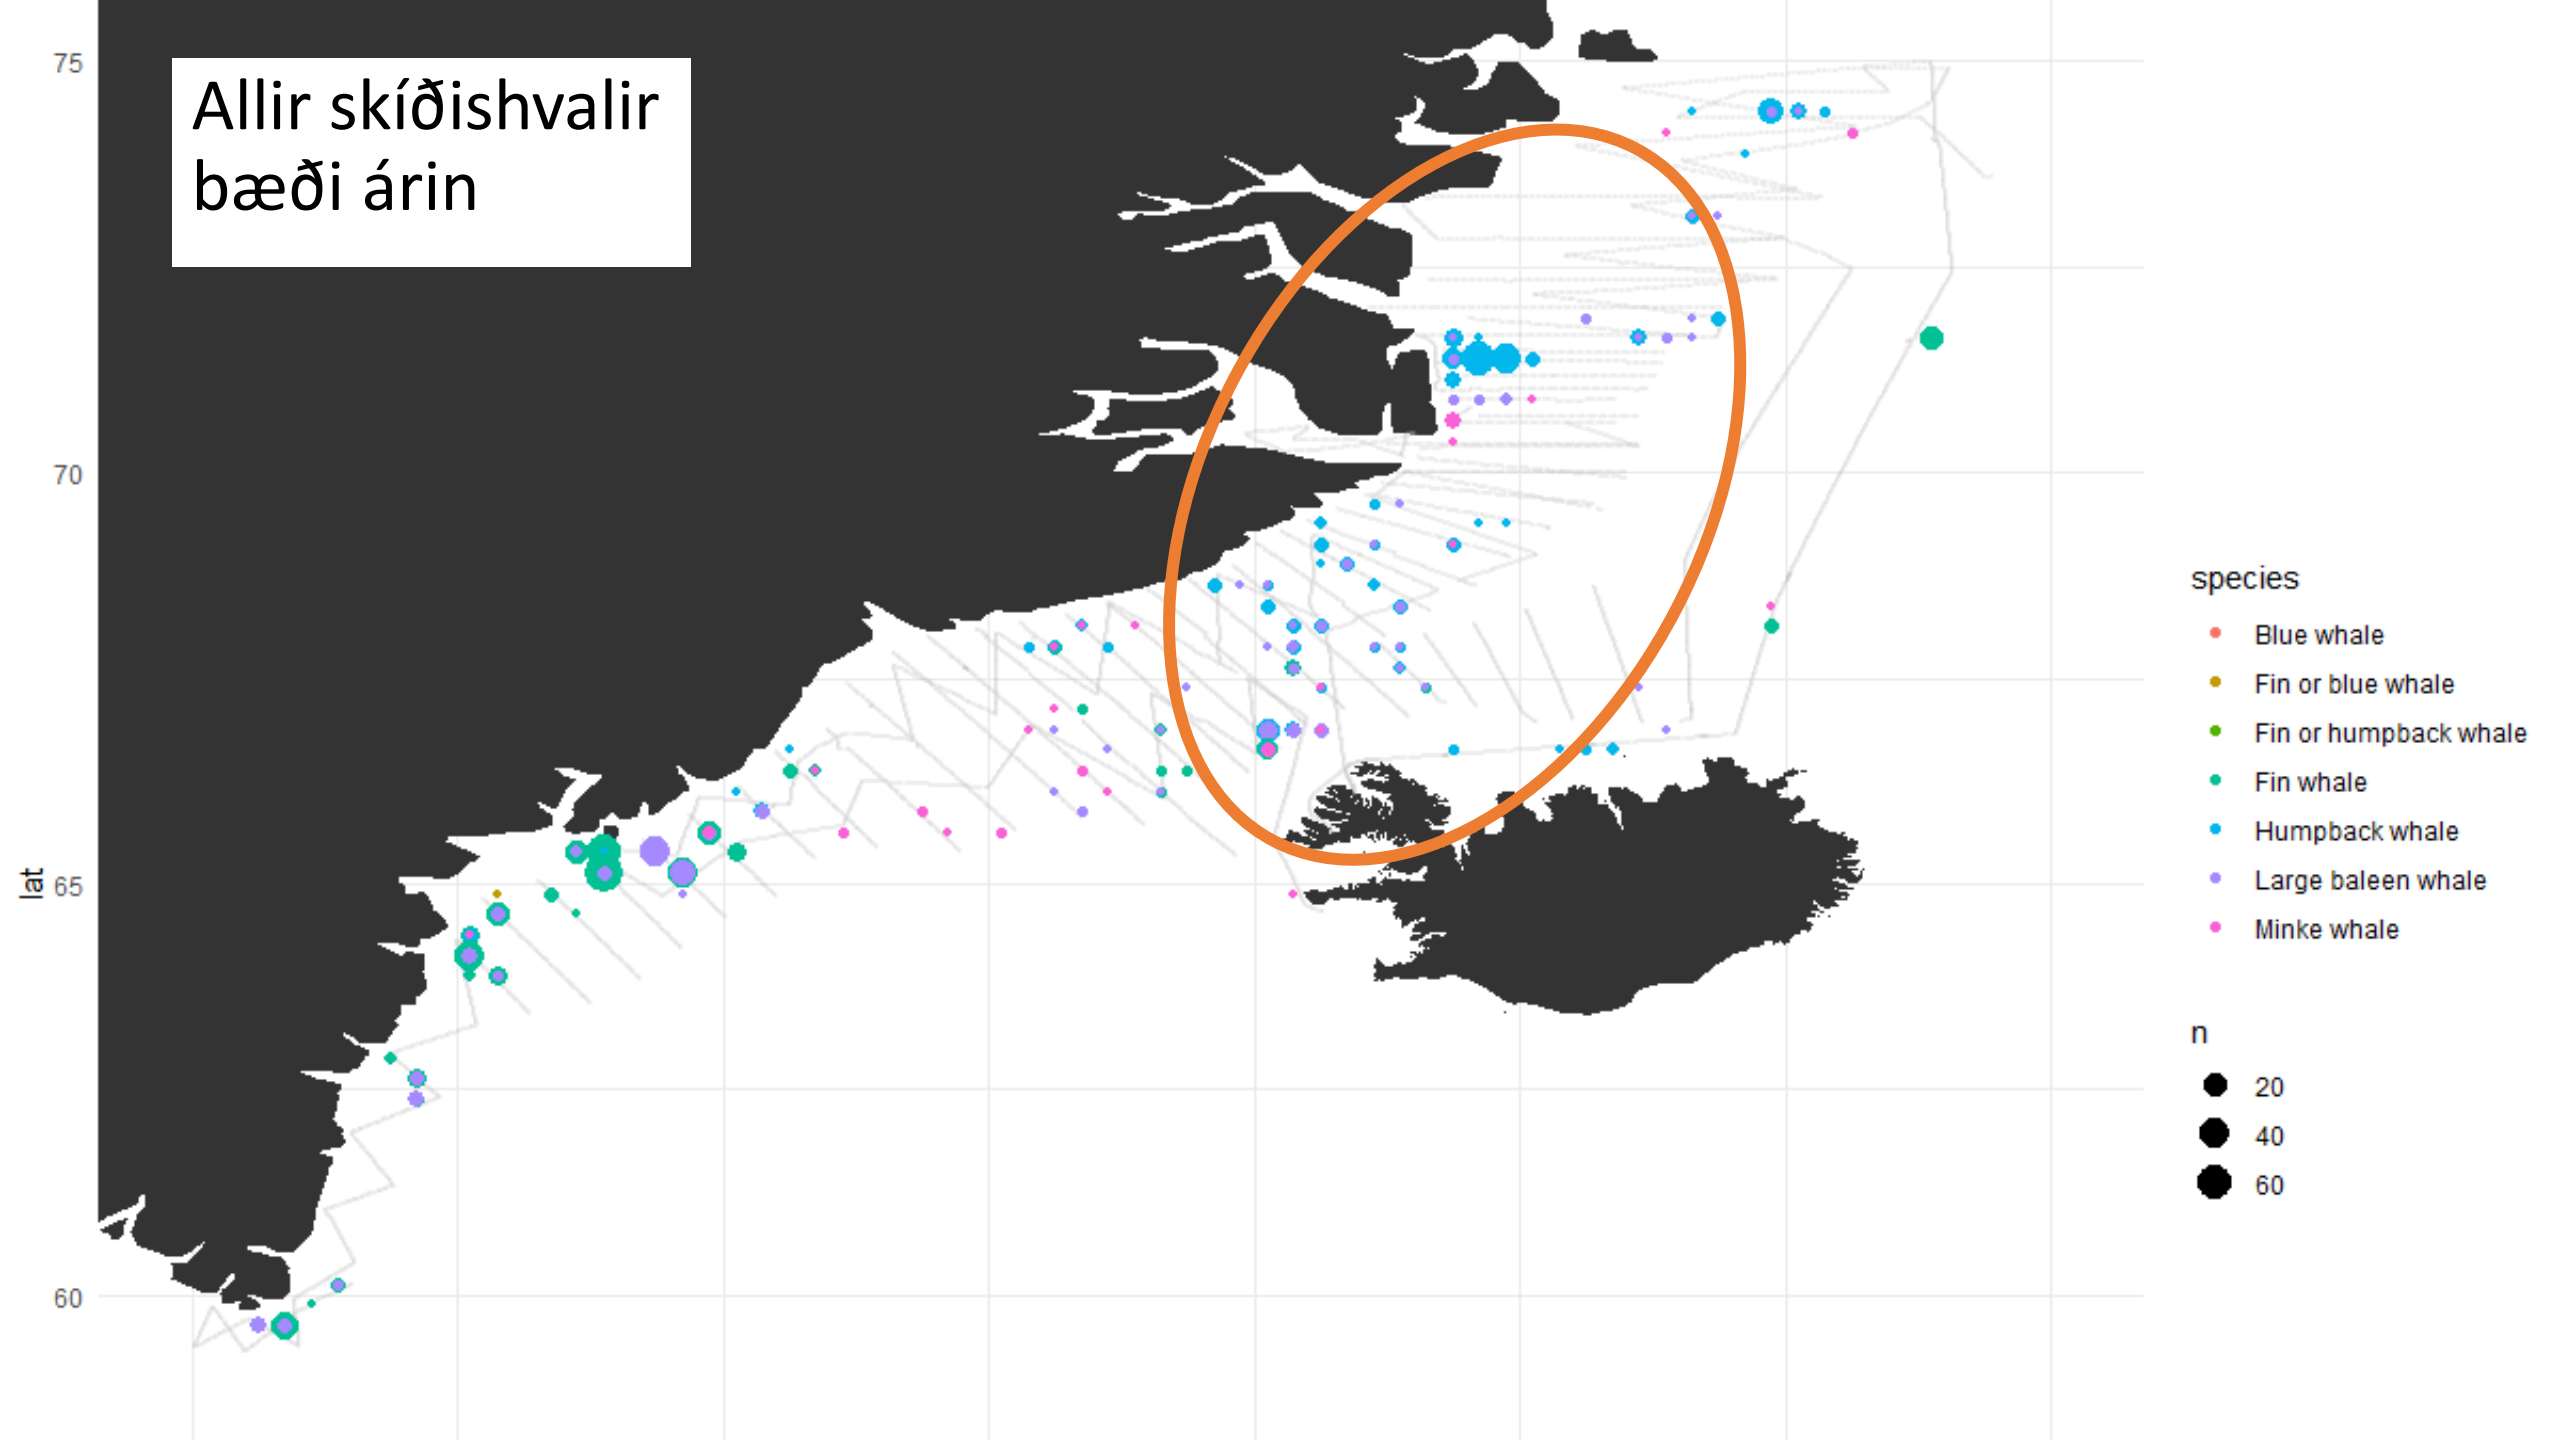 Allir skíðishvalir
bæði árin
75
70
65
60
lat
species
Blue whale
Fin or blue whale
Fin or humpback whale
Fin whale
Humpback whale
Large baleen whale
Minke whale
n
20
40
60